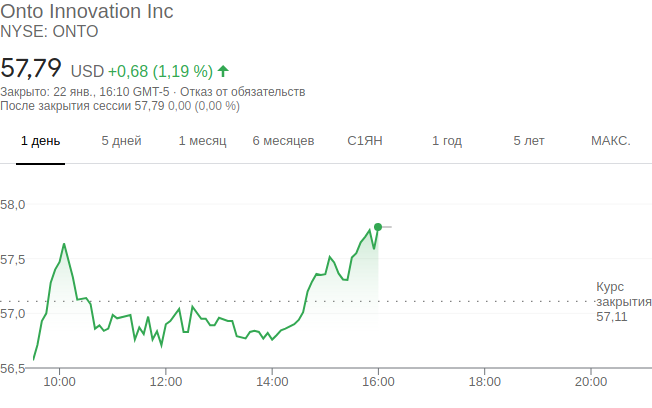 Onto Innovation Inc
NYSE: ONTO
57,79 USD +0,68 (1,19 %)
Закрыто: 22 янв., 16:10 GMT-5 · Отказ от обязательств
После закрытия сессии 57,79 0,00 (0,00 %)
1 день 5 дней 1 месяц 6 месяцев С1ЯН 1 год 5 лет МАКС.
58,0
57,5
Курс
закрытия
57,11
57,0
56,5
10:00 12:00 14:00 16:00 18:00 20:00